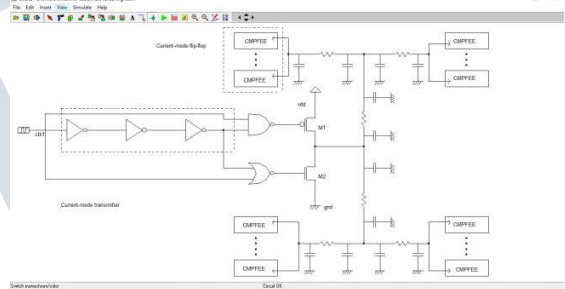 File Edit Insert View Simulate Help
Current-mode flip-flop
CMPFEE
CMPFEE
CMPFEE
CMPFEE
vdd
clk1
M1
M2
gnd
Current-mode transmitter
CMPFEE
CMPFEE
CMPFEE
CMPFEE
Switch monochrom/color
Circuit OK